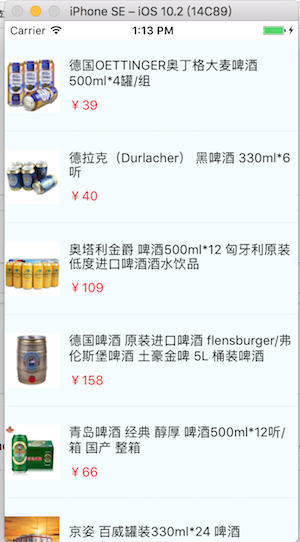 iPhone SE – iOS 10.2 (14C89)
Carrier
1:13 PM
德国OETTINGER奥丁格大麦啤酒
500ml*4罐/组
￥39
德拉克（Durlacher） 黑啤酒 330ml*6
听
￥40
奥塔利金爵 啤酒500ml*12 匈牙利原装
低度进口啤酒酒水饮品
￥109
德国啤酒 原装进口啤酒 flensburger/弗
伦斯堡啤酒 土豪金啤 5L 桶装啤酒
￥158
青岛啤酒 经典 醇厚 啤酒500ml*12听/
箱 国产 整箱
￥66
京姿 百威罐装330ml*24 啤酒